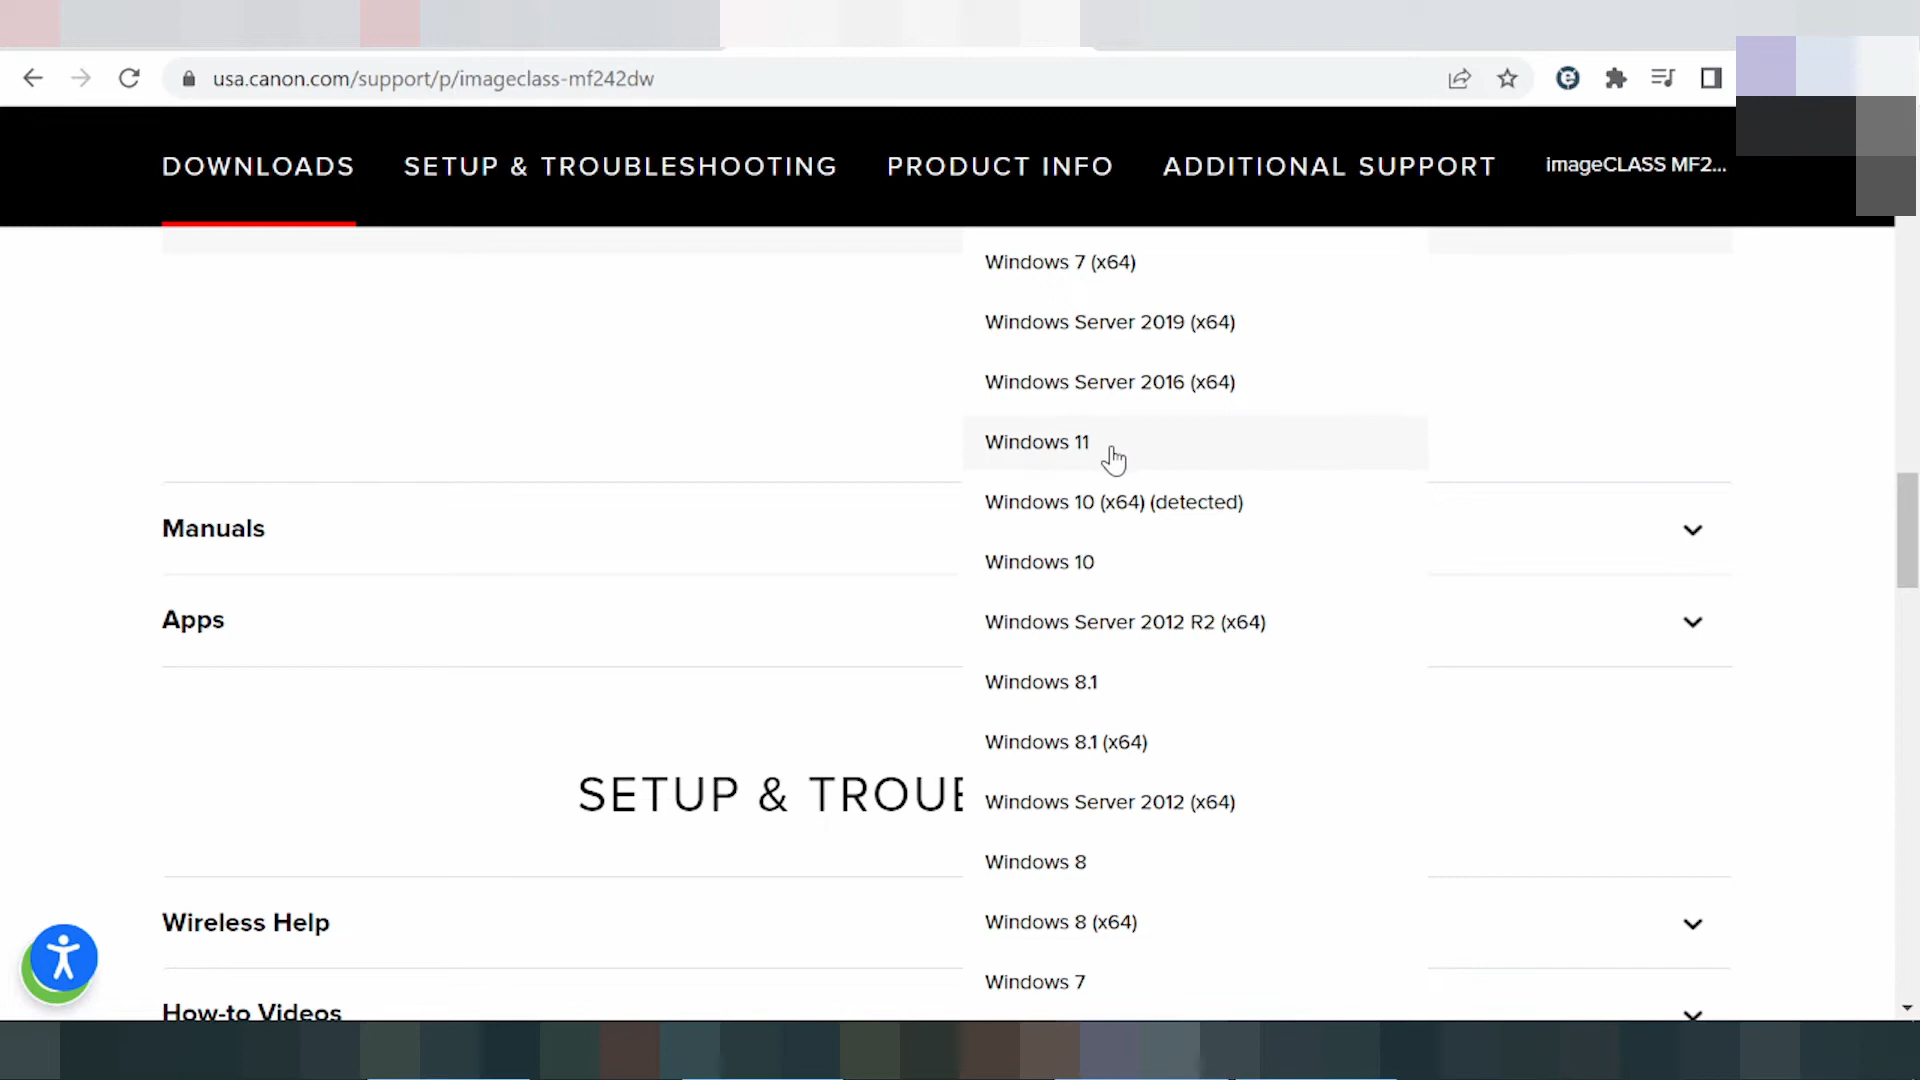 usa.canon.com/support/p/imageclass-mf242dw
DOWNLOADS SETUP & TROUBLESHOOTING PRODUCT INFO ADDITIONAL SUPPORT imageCLASS MF2...
Windows 7 (x64)
Windows Server 2019 (x64)
Windows Server 2016 (x64)
Windows 11
Windows 10 (x64) (detected)
Manuals
Windows 10
Apps
Windows Server 2012 R2 (x64)
Windows 8.1
Windows 8.1 (x64)
SETUP & TROUB
Windows Server 2012 (x64)
Windows 8
Wireless Help
Windows 8 (x64)
Windows 7
How-to Videos